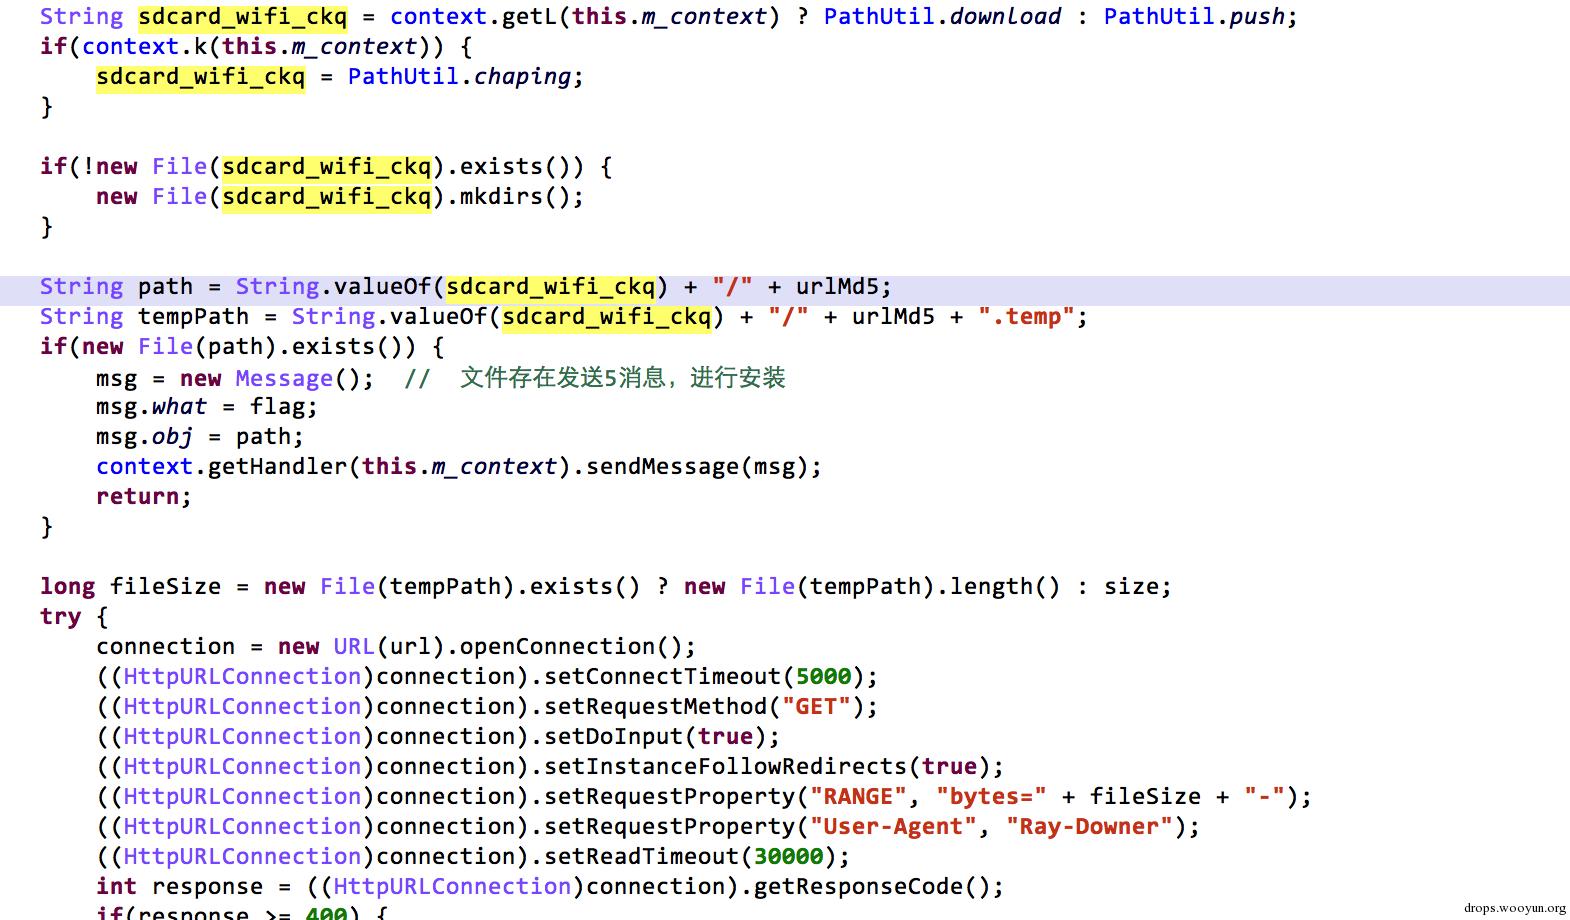 String sdcard_wifi_ckq = context.getL(this.m_context) ? PathUtil.download : PathUtil.push;
if(context.k(this.m_context)) {
    sdcard_wifi_ckq = PathUtil.chaping;
}

if(!new File(sdcard_wifi_ckq).exists()) {
    new File(sdcard_wifi_ckq).mkdirs();
}

String path = String.valueOf(sdcard_wifi_ckq) + "/" + urlMd5;
String tempPath = String.valueOf(sdcard_wifi_ckq) + "/" + urlMd5 + ".temp";
if(new File(path).exists()) {
    msg = new Message();  //  文件存在发送5消息，进行安装
    msg.what = flag;
    msg.obj = path;
    context.getHandler(this.m_context).sendMessage(msg);
    return;
}

long fileSize = new File(tempPath).exists() ? new File(tempPath).length() : size;
try {
    connection = new URL(url).openConnection();
    ((HttpURLConnection)connection).setConnectTimeout(5000);
    ((HttpURLConnection)connection).setRequestMethod("GET");
    ((HttpURLConnection)connection).setDoInput(true);
    ((HttpURLConnection)connection).setInstanceFollowRedirects(true);
    ((HttpURLConnection)connection).setRequestProperty("RANGE", "bytes=" + fileSize + "-");
    ((HttpURLConnection)connection).setRequestProperty("User-Agent", "Ray-Downer");
    ((HttpURLConnection)connection).setReadTimeout(30000);
    int response = ((HttpURLConnection)connection).getResponseCode();
    if(response >= 400) {
drops.wooyun.org